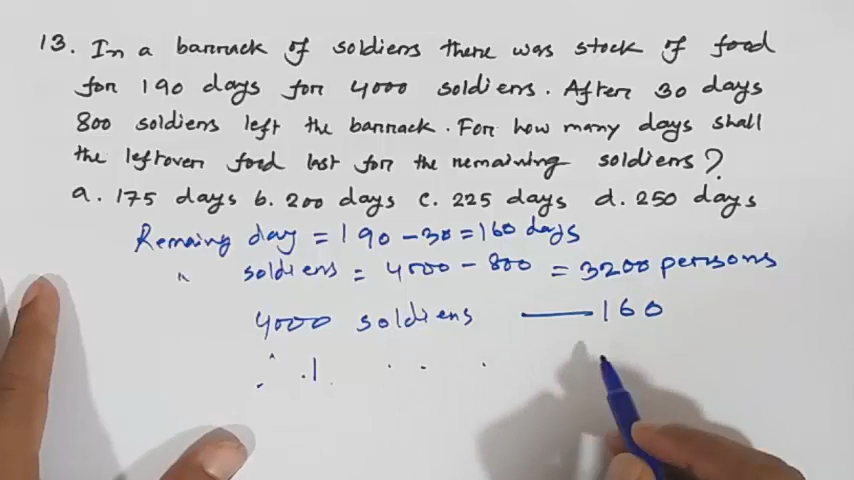 13. In a barrack of soldiers there was stock of food
for 190 days for 4000 soldiers. After 30 days
800 soldiers left the barrack. For how many days shall
the leftover food last for the remaining soldiers?
a. 175 days b. 200 days c. 225 days d. 250 days
Remaing day = 190 - 30 = 160 days
" soldiers = 4000 - 800 = 3200 persons
4000 soldiers — 160
∴ 1 . . .